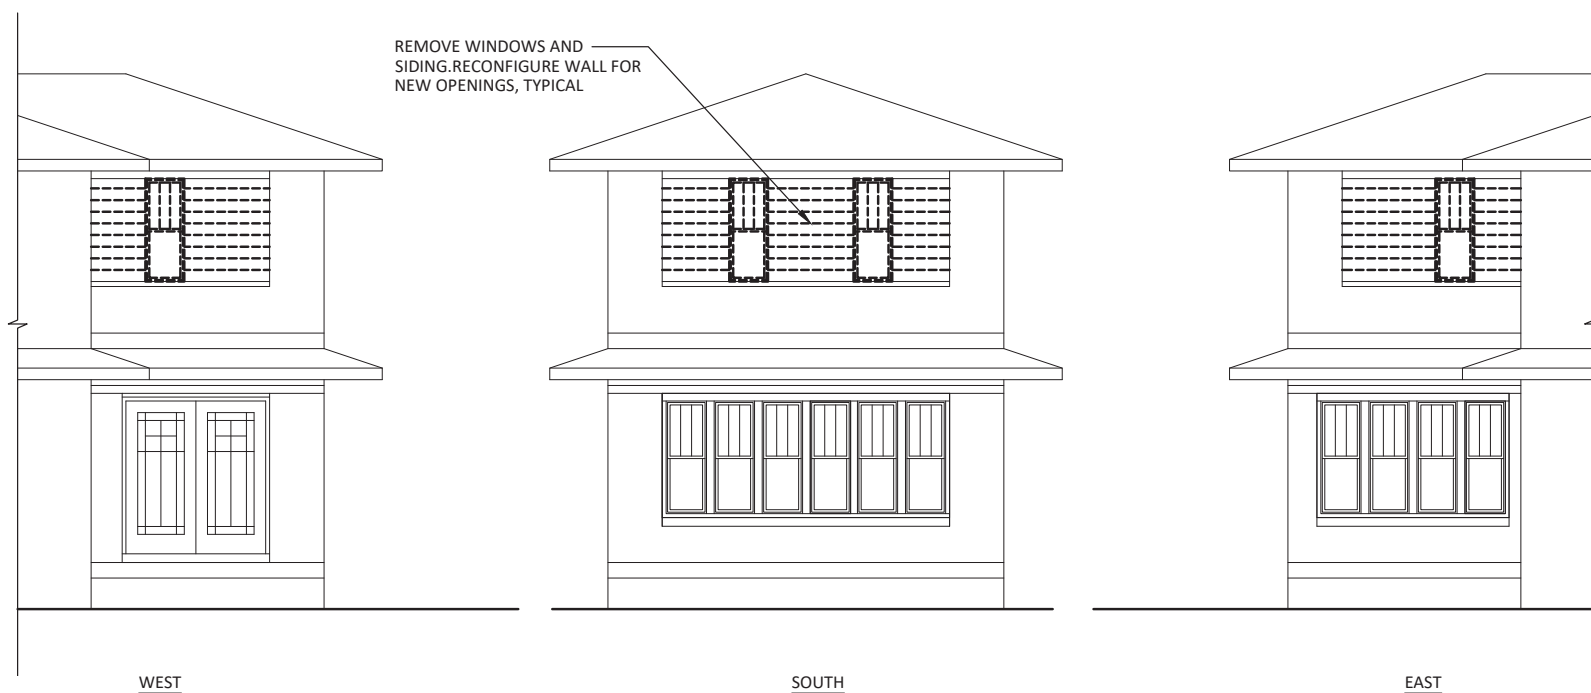 REMOVE WINDOWS AND
SIDING.RECONFIGURE WALL FOR
NEW OPENINGS, TYPICAL
WEST
SOUTH
EAST